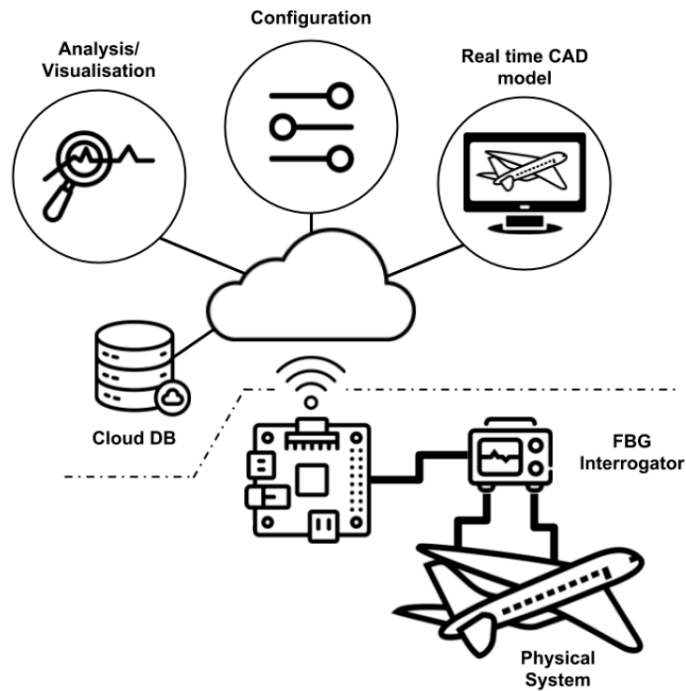 Configuration
Analysis/
Visualisation
Real time CAD
model
Cloud DB
FBG
Interrogator
Physical
System